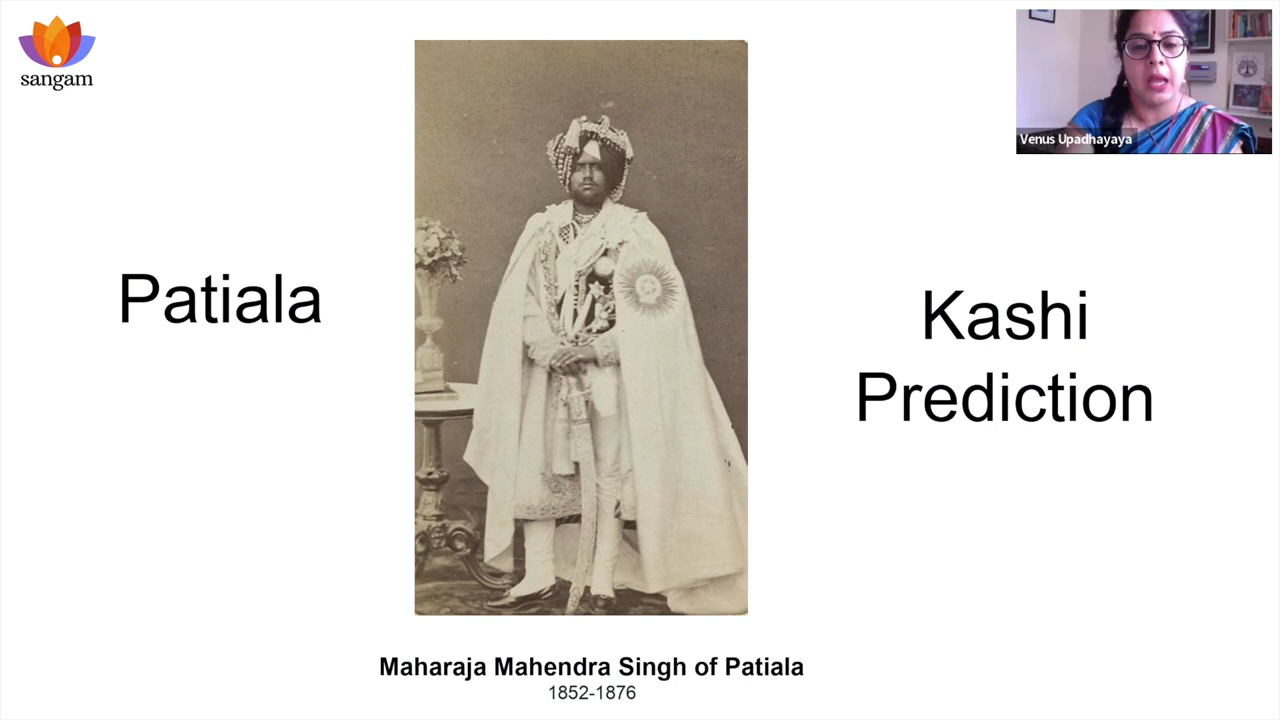 sangam
Venus Upadhayaya
Patiala
Kashi
Prediction
Maharaja Mahendra Singh of Patiala
1852-1876